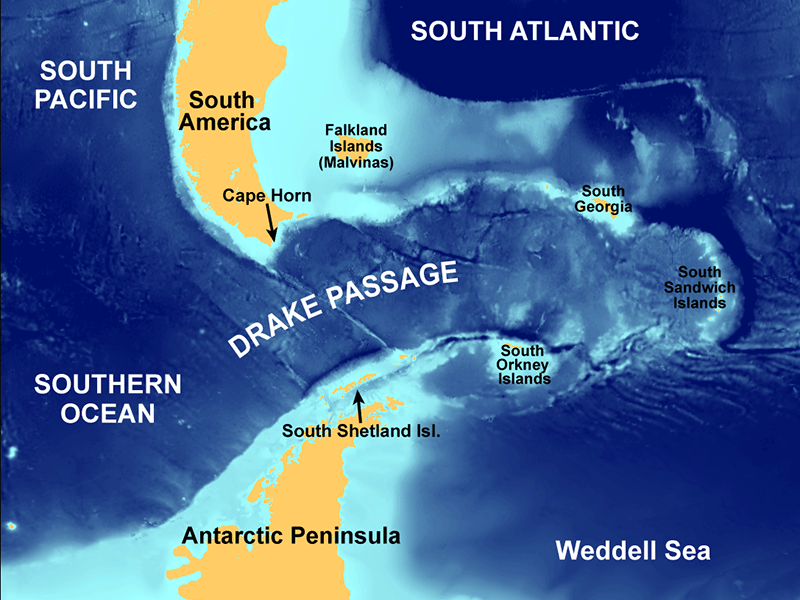 SOUTH ATLANTIC
SOUTH
PACIFIC
South
America
Falkland
Islands
(Malvinas)
Cape Horn
South
Georgia
DRAKE PASSAGE
South
Sandwich
Islands
South
Orkney
Islands
SOUTHERN
OCEAN
South Shetland Isl.
Antarctic Peninsula
Weddell Sea